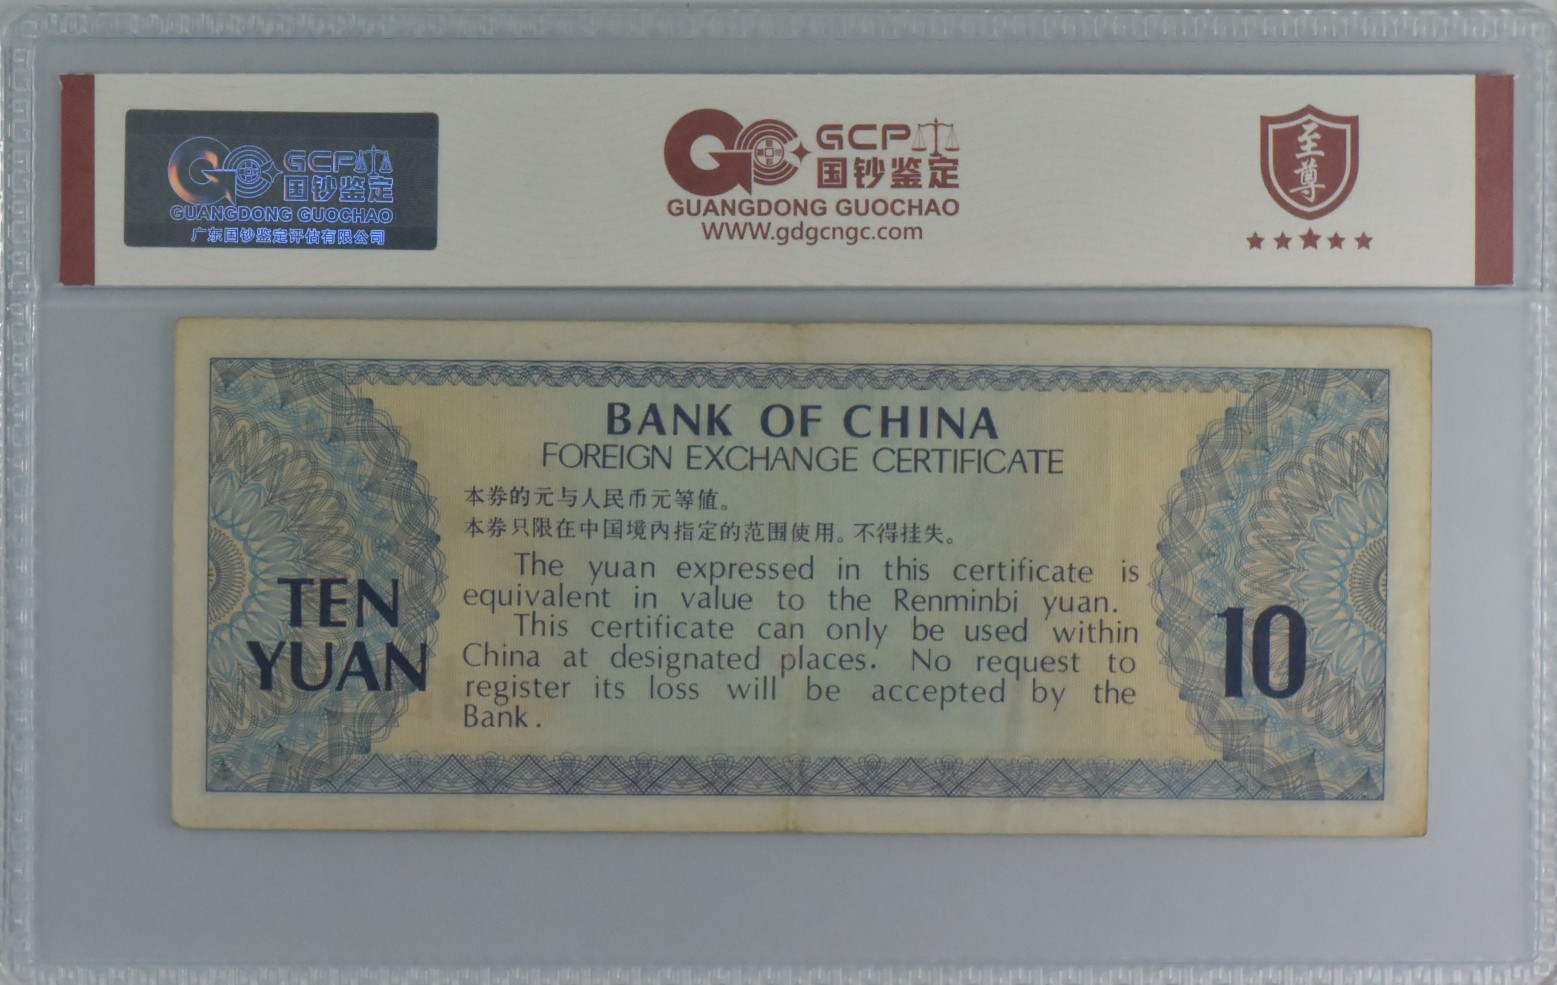 GCP
国钞鉴定
GUANGDONG GUOCHAO
广东国钞鉴定评估有限公司
GCP
国钞鉴定
GUANGDONG GUOCHAO
WWW.gdgcngc.com
至尊
BANK OF CHINA
FOREIGN EXCHANGE CERTIFICATE
本券的元与人民币元等值。
本券只限在中国境内指定的范围使用。不得挂失。
The yuan expressed in this certificate is
equivalent in value to the Renminbi yuan.
This certificate can only be used within
China at designated places. No request to
register its loss will be accepted by the
Bank.
TEN
YUAN
10